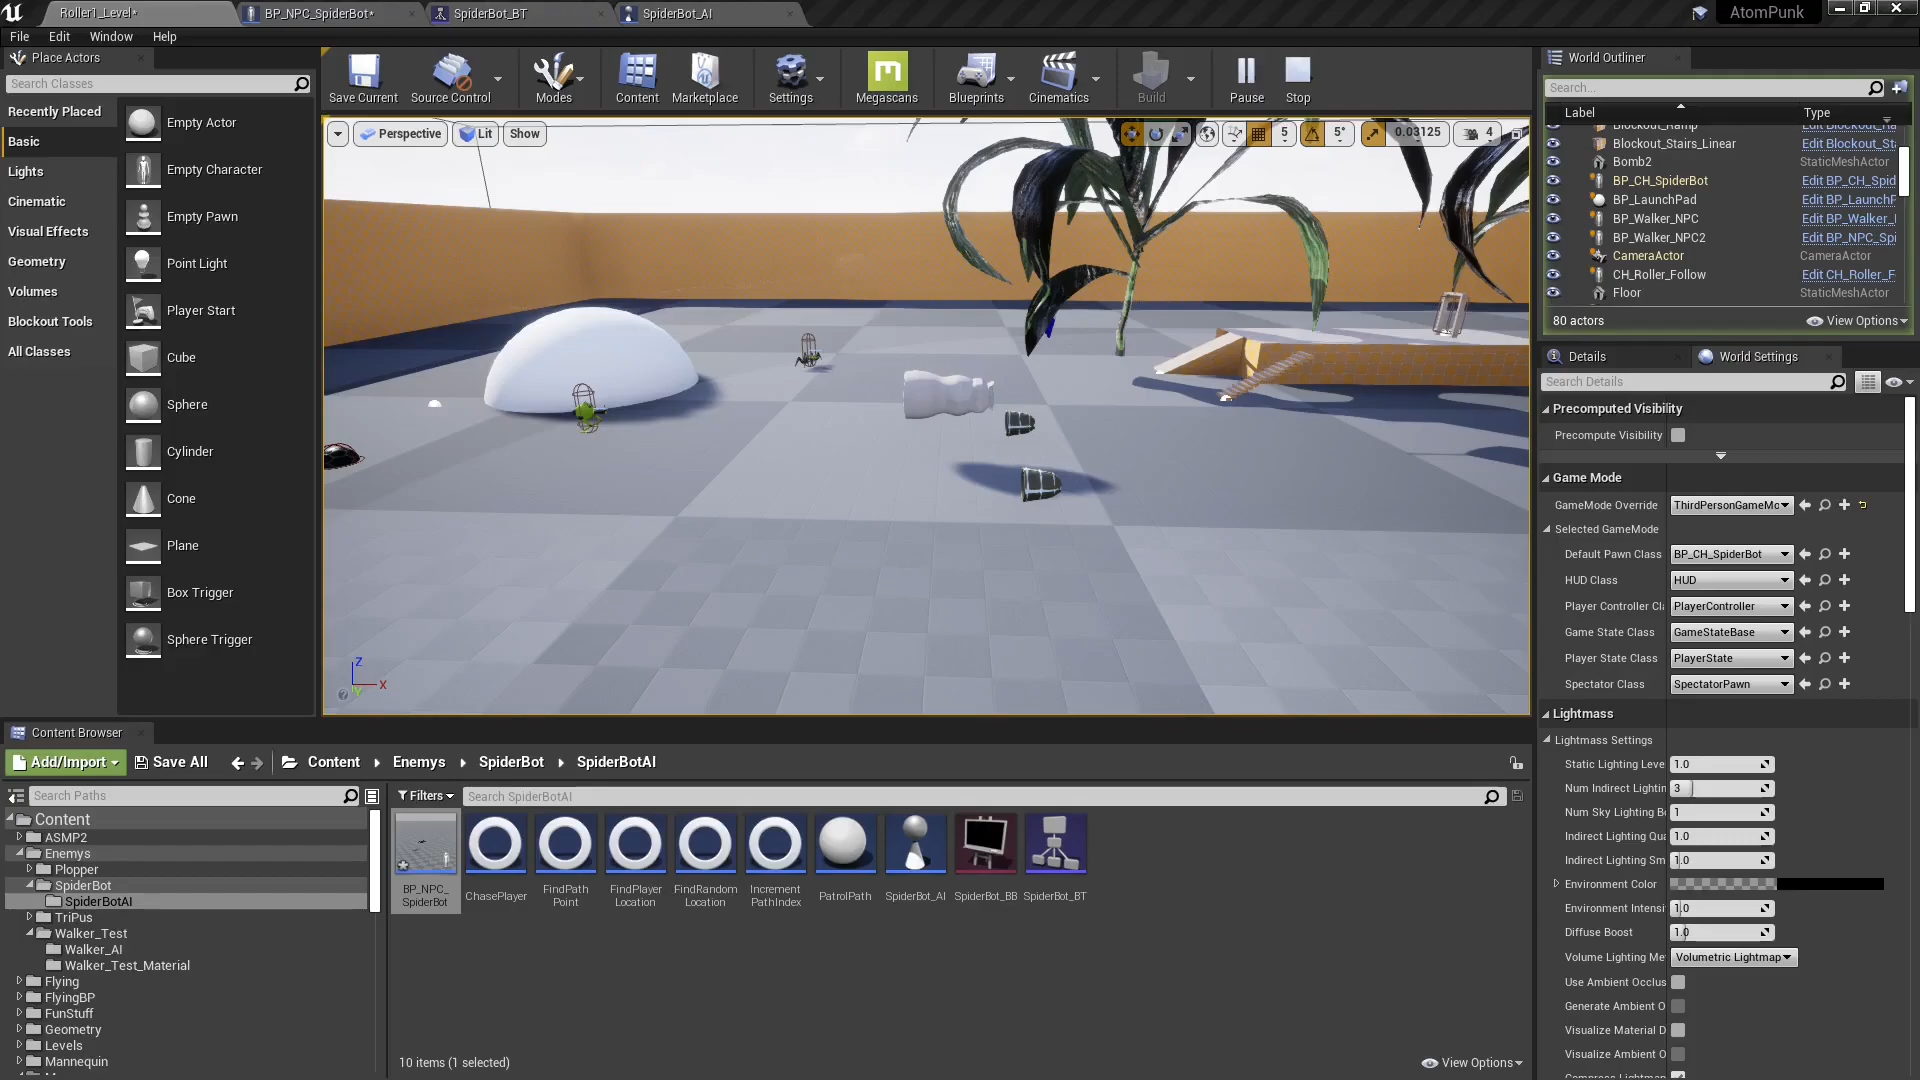 Roller1_Level*
BP_NPC_SpiderBot*
SpiderBot_BT
SpiderBot_AI
AtomPunk
File Edit Window Help
Place Actors
Search Classes
Recently Placed
Basic
Lights
Cinematic
Visual Effects
Geometry
Volumes
Blockout Tools
All Classes
Empty Actor
Empty Character
Empty Pawn
Point Light
Player Start
Cube
Sphere
Cylinder
Cone
Plane
Box Trigger
Sphere Trigger
Save Current
Source Control
Modes
Content
Marketplace
Settings
Megascans
Blueprints
Cinematics
Build
Pause
Stop
Perspective
Lit
Show
5
5°
0.03125
4
Z
X
Y
World Outliner
Search...
Label Type
Blockout_Ramp Edit Blockout_Ra
Blockout_Stairs_Linear Edit Blockout_Sta
Bomb2 StaticMeshActor
BP_CH_SpiderBot Edit BP_CH_Spid
BP_LaunchPad Edit BP_LaunchP
BP_Walker_NPC Edit BP_Walker_
BP_Walker_NPC2 Edit BP_NPC_Spi
CameraActor CameraActor
CH_Roller_Follow Edit CH_Roller_F
Floor StaticMeshActor
80 actors
View Options
Details
World Settings
Search Details
Precomputed Visibility
Precompute Visibility
Game Mode
GameMode Override ThirdPersonGameMo
Selected GameMode
Default Pawn Class BP_CH_SpiderBot
HUD Class HUD
Player Controller Cl PlayerController
Game State Class GameStateBase
Player State Class PlayerState
Spectator Class SpectatorPawn
Lightmass
Lightmass Settings
Static Lighting Leve 1.0
Num Indirect Lightin 3
Num Sky Lighting B 1
Indirect Lighting Qua 1.0
Indirect Lighting Sm 1.0
Environment Color
Environment Intensi 1.0
Diffuse Boost 1.0
Volume Lighting Me Volumetric Lightmap
Use Ambient Occlus
Generate Ambient O
Visualize Material D
Visualize Ambient O
Content Browser
Add/Import
Save All
Content
Enemys
SpiderBot
SpiderBotAI
Search Paths
Filters
Search SpiderBotAI
Content
ASMP2
Enemys
Plopper
SpiderBot
SpiderBotAI
TriPus
Walker_Test
Walker_AI
Walker_Test_Material
Flying
FlyingBP
FunStuff
Geometry
Levels
Mannequin
BP_NPC_
SpiderBot
ChasePlayer
FindPath
Point
FindPlayer
Location
FindRandom
Location
Increment
PathIndex
PatrolPath
SpiderBot_AI
SpiderBot_BB
SpiderBot_BT
10 items (1 selected)
View Options